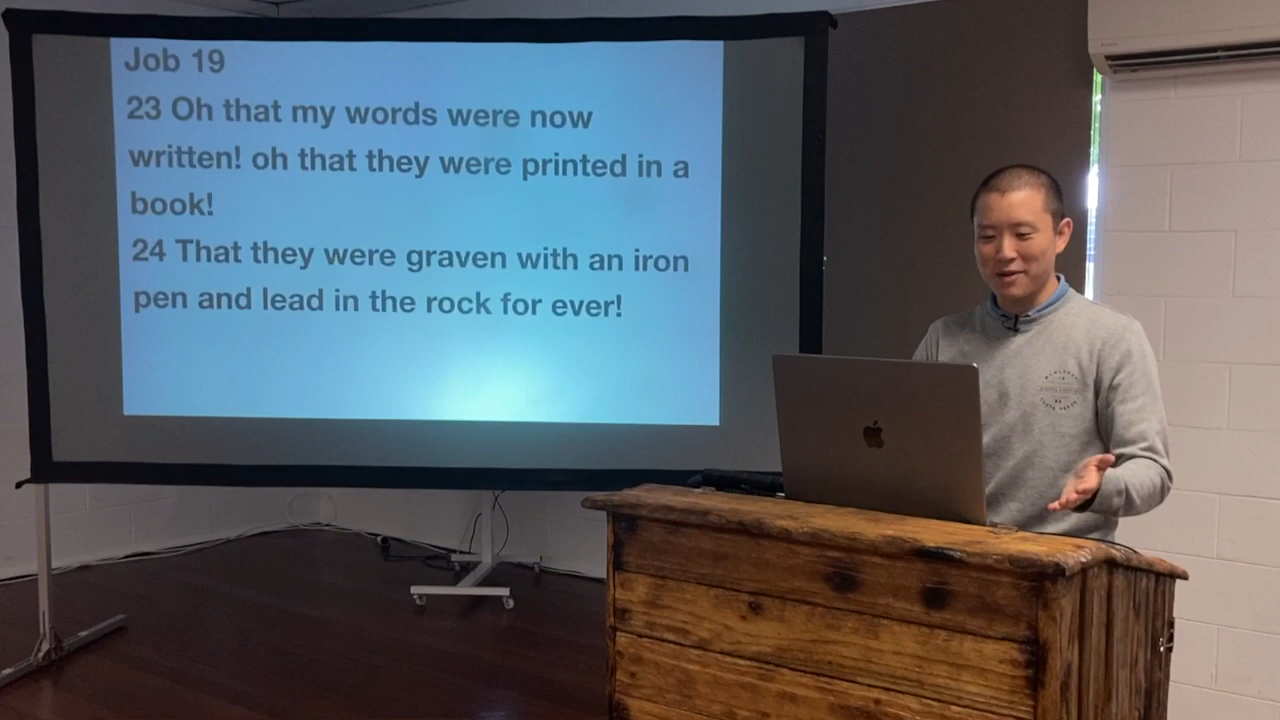 Job 19
23 Oh that my words were now
written! oh that they were printed in a
book!
24 That they were graven with an iron
pen and lead in the rock for ever!